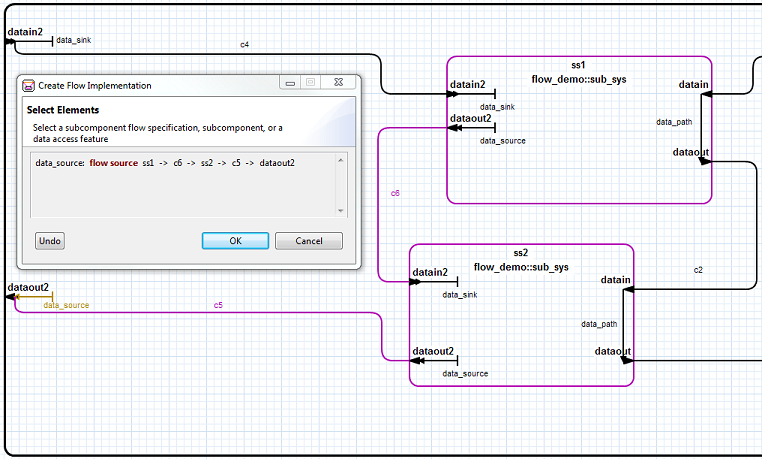 datain2
data_sink
c4
Create Flow Implementation
Select Elements
Select a subcomponent flow specification, subcomponent, or a
data access feature
data_source: flow source ss1 -> c6 -> ss2 -> c5 -> dataout2
Undo
OK
Cancel
ss1
flow_demo::sub_sys
datain2
data_sink
dataout2
data_source
datain
data_path
dataout
c6
ss2
flow_demo::sub_sys
datain2
data_sink
datain
c2
data_path
dataout2
data_source
dataout
dataout2
data_source
c5